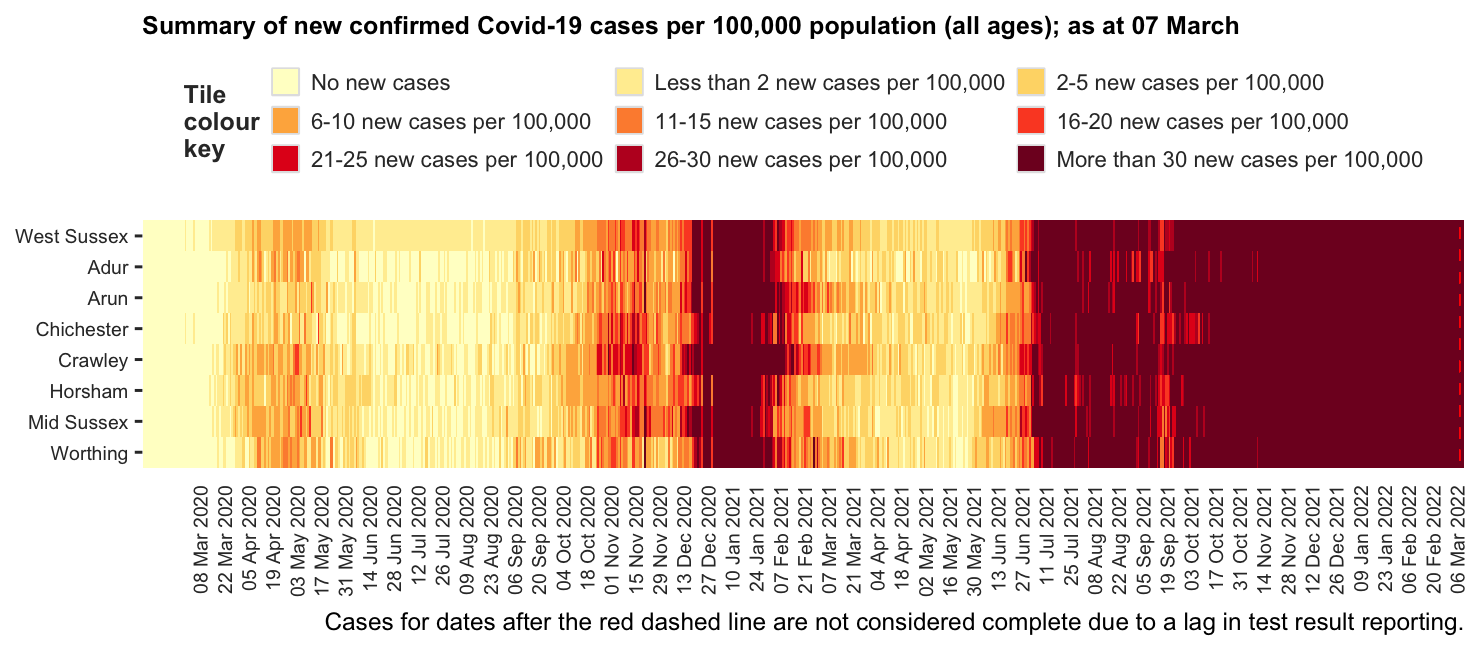 Summary of new confirmed Covid-19 cases per 100,000 population (all ages); as at 07 March
Tile
colour
key
No new cases
Less than 2 new cases per 100,000
2-5 new cases per 100,000
6-10 new cases per 100,000
11-15 new cases per 100,000
16-20 new cases per 100,000
21-25 new cases per 100,000
26-30 new cases per 100,000
More than 30 new cases per 100,000
West Sussex
Adur
Arun
Chichester
Crawley
Horsham
Mid Sussex
Worthing
08 Mar 2020
22 Mar 2020
05 Apr 2020
19 Apr 2020
03 May 2020
17 May 2020
31 May 2020
14 Jun 2020
28 Jun 2020
12 Jul 2020
26 Jul 2020
09 Aug 2020
23 Aug 2020
06 Sep 2020
20 Sep 2020
04 Oct 2020
18 Oct 2020
01 Nov 2020
15 Nov 2020
29 Nov 2020
13 Dec 2020
27 Dec 2020
10 Jan 2021
24 Jan 2021
07 Feb 2021
21 Feb 2021
07 Mar 2021
21 Mar 2021
04 Apr 2021
18 Apr 2021
02 May 2021
16 May 2021
30 May 2021
13 Jun 2021
27 Jun 2021
11 Jul 2021
25 Jul 2021
08 Aug 2021
22 Aug 2021
05 Sep 2021
19 Sep 2021
03 Oct 2021
17 Oct 2021
31 Oct 2021
14 Nov 2021
28 Nov 2021
12 Dec 2021
26 Dec 2021
09 Jan 2022
23 Jan 2022
06 Feb 2022
20 Feb 2022
06 Mar 2022
Cases for dates after the red dashed line are not considered complete due to a lag in test result reporting.